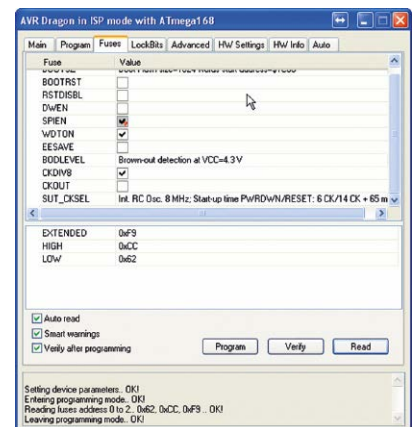 AVR Dragon in ISP mode with ATmega168
Main Program Fuses LockBits Advanced HW Settings HW Info Auto
Fuse Value
BOOTRST
RSTDISBL
DWEN
SPIEN
WDTON
EESAVE
BODLEVEL Brown-out detection at VCC=4.3 V
CKDIV8
CKOUT
SUT_CKSEL Int. RC Osc. 8 MHz; Start-up time PWRDWN/RESET: 6 CK/14 CK + 65 m
EXTENDED 0xF9
HIGH 0xCC
LOW 0x62
Auto read
Smart warnings
Verify after programming Program Verify Read
Setting device parameters.. OK!
Entering programming mode.. OK!
Reading fuses address 0 to 2.. 0x62, 0xCC, 0xF9 .. OK!
Leaving programming mode.. OK!